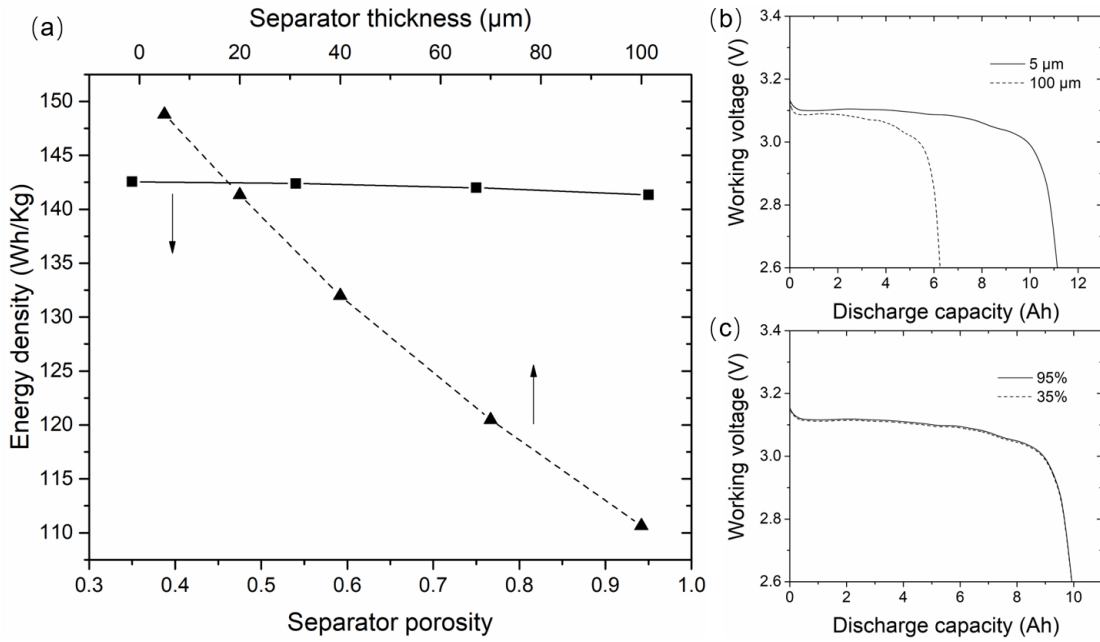 (a)
Separator thickness (µm)
0 20 40 60 80 100
150
145
140
135
130
125
120
115
110
Energy density (Wh/Kg)
0.3 0.4 0.5 0.6 0.7 0.8 0.9 1.0
Separator porosity
(b)
3.4
3.2
3.0
2.8
2.6
Working voltage (V)
5 µm
100 µm
0 2 4 6 8 10 12
Discharge capacity (Ah)
(c)
3.4
3.2
3.0
2.8
2.6
Working voltage (V)
95%
35%
0 2 4 6 8 10
Discharge capacity (Ah)